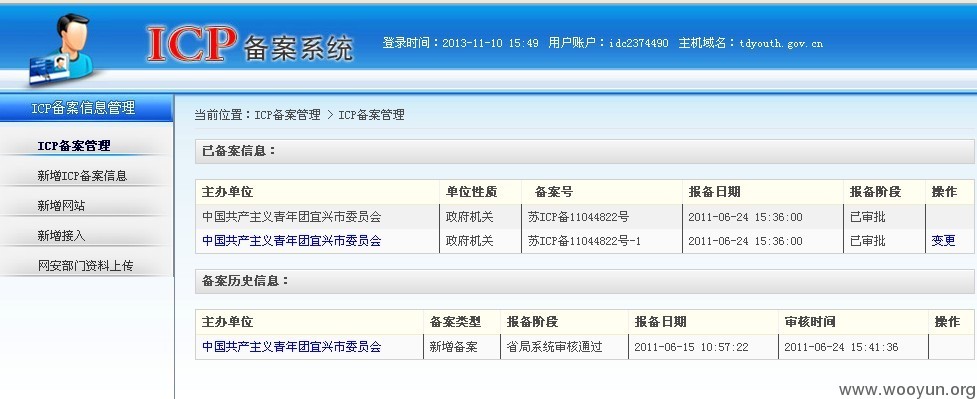 ICP备案系统 登录时间：2013-11-10 15:49 用户账户：idc2374490 主机域名：tdyouth.gov.cn
ICP备案信息管理
ICP备案管理
新增ICP备案信息
新增网站
新增接入
网安部门资料上传
当前位置：ICP备案管理 > ICP备案管理
已备案信息：
主办单位 单位性质 备案号 报备日期 报备阶段 操作
中国共产主义青年团宜兴市委员会 政府机关 苏ICP备11044822号 2011-06-24 15:36:00 已审批
中国共产主义青年团宜兴市委员会 政府机关 苏ICP备11044822号-1 2011-06-24 15:36:00 已审批 变更
备案历史信息：
主办单位 备案类型 报备阶段 报备日期 审核时间 操作
中国共产主义青年团宜兴市委员会 新增备案 省局系统审核通过 2011-06-15 10:57:22 2011-06-24 15:41:36
www.wooyun.org